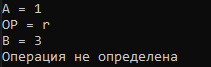 A = 1
OP = r
B = 3
Операция не определена